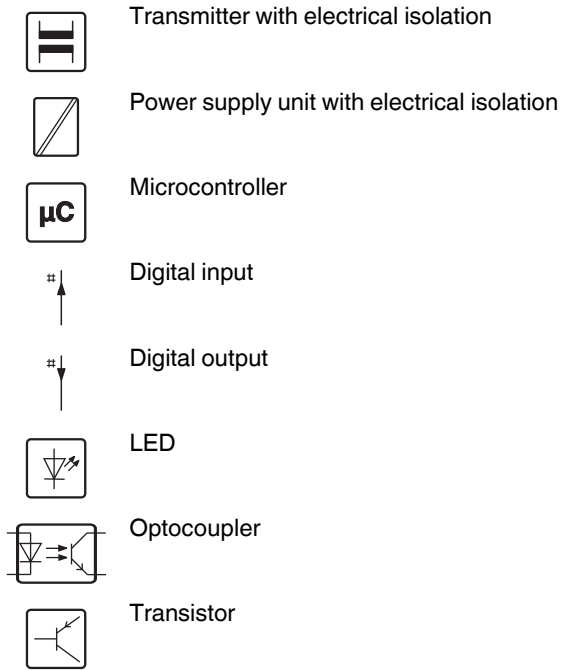 Transmitter with electrical isolation
Power supply unit with electrical isolation
µC Microcontroller
# Digital input
# Digital output
LED
Optocoupler
Transistor